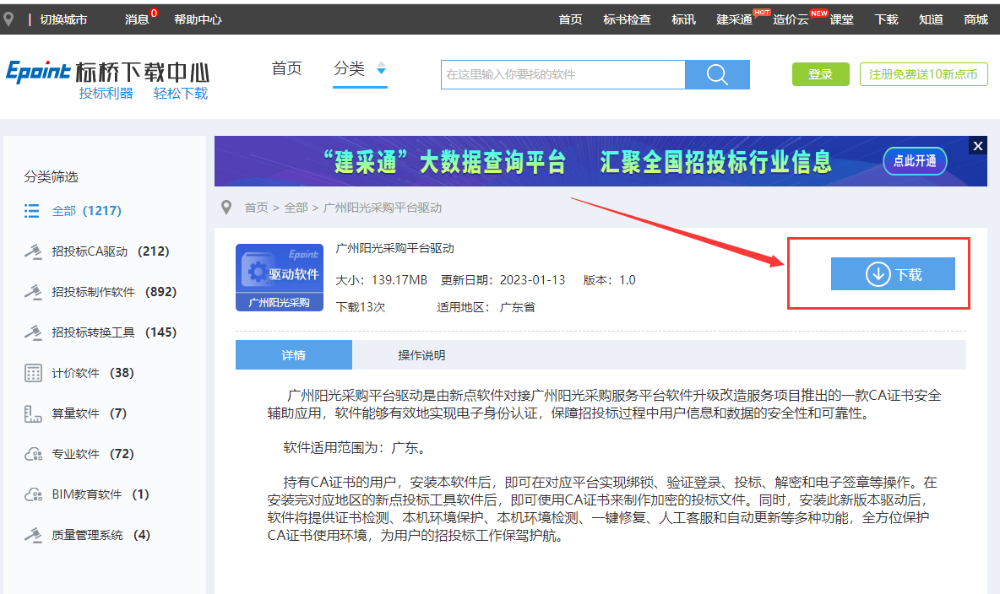 切换城市 消息 0 帮助中心 首页 标书检查 标讯 建采通 HOT 造价云 NEW 课堂 下载 知道 商城
Epoint 标桥下载中心
投标利器 轻松下载
首页 分类 在这里输入你要找的软件 登录 注册免费送10新点币
“建采通”大数据查询平台 汇聚全国招投标行业信息 点此开通 X
分类筛选
全部 (1217)
招投标CA驱动 (212)
招投标制作软件 (892)
招投标转换工具 (145)
计价软件 (38)
算量软件 (7)
专业软件 (72)
BIM教育软件 (1)
质量管理系统 (4)
首页 > 全部 > 广州阳光采购平台驱动
Epoint
驱动软件
广州阳光采购
广州阳光采购平台驱动
大小：139.17MB 更新日期：2023-01-13 版本：1.0
下载13次 适用地区： 广东省
下载
详情 操作说明
广州阳光采购平台驱动是由新点软件对接广州阳光采购服务平台软件升级改造服务项目推出的一款CA证书安全
辅助应用，软件能够有效地实现电子身份认证，保障招投标过程中用户信息和数据的安全性和可靠性。
软件适用范围为：广东。
持有CA证书的用户，安装本软件后，即可在对应平台实现绑锁、验证登录、投标、解密和电子签章等操作。在
安装完对应地区的新点投标工具软件后，即可使用CA证书来制作加密的投标文件。同时，安装此新版本驱动后，
软件将提供证书检测、本机环境保护、本机环境检测、一键修复、人工客服和自动更新等多种功能，全方位保护
CA证书使用环境，为用户的招投标工作保驾护航。